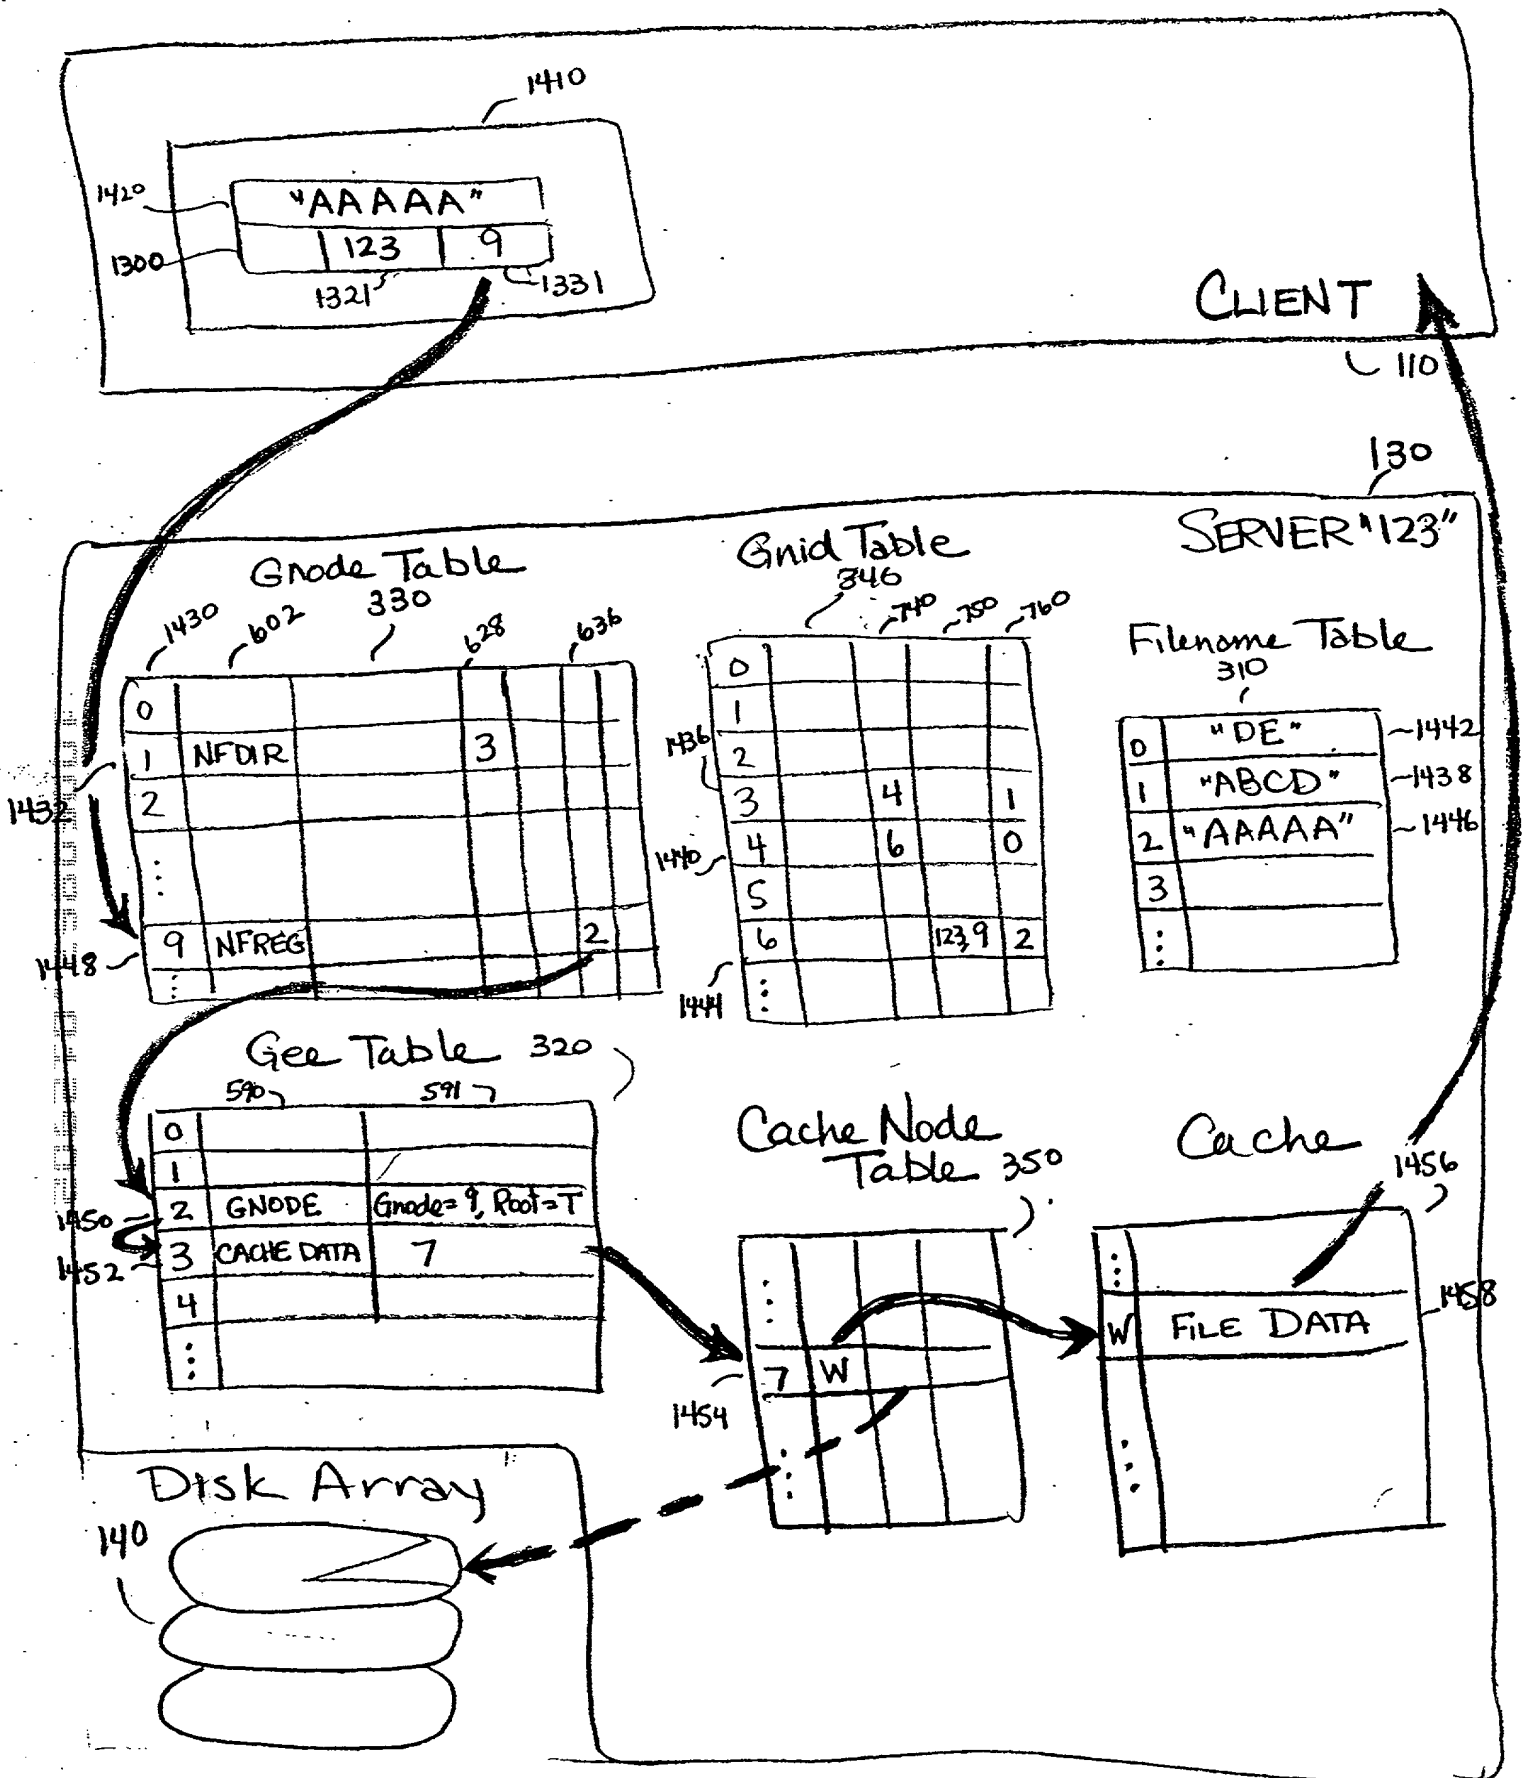 1410
1420
"AAAAA"
1300
123 9
1321
1331
CLIENT
110
130
SERVER "123"
Gnode Table
330
1430
602
628
636
0
1 NFDIR 3
1432
2
⋮
9 NFREG 2
1448
⋮
Gnid Table
346
740
750
760
0
1
1436
2
3 4 1
4 6 0
1440
5
6 123,9 2
1444
⋮
Filename Table
310
0 "DE" 1442
1 "ABCD" 1438
2 "AAAAA" 1446
3
⋮
Gee Table 320
590
591
0
1
1450 2 GNODE Gnode=9, Root=T
1452 3 CACHE DATA 7
4
⋮
Cache Node
Table 350
⋮
7 W
1454
⋮
Cache
1456
⋮
W FILE DATA
1458
⋮
Disk Array
140